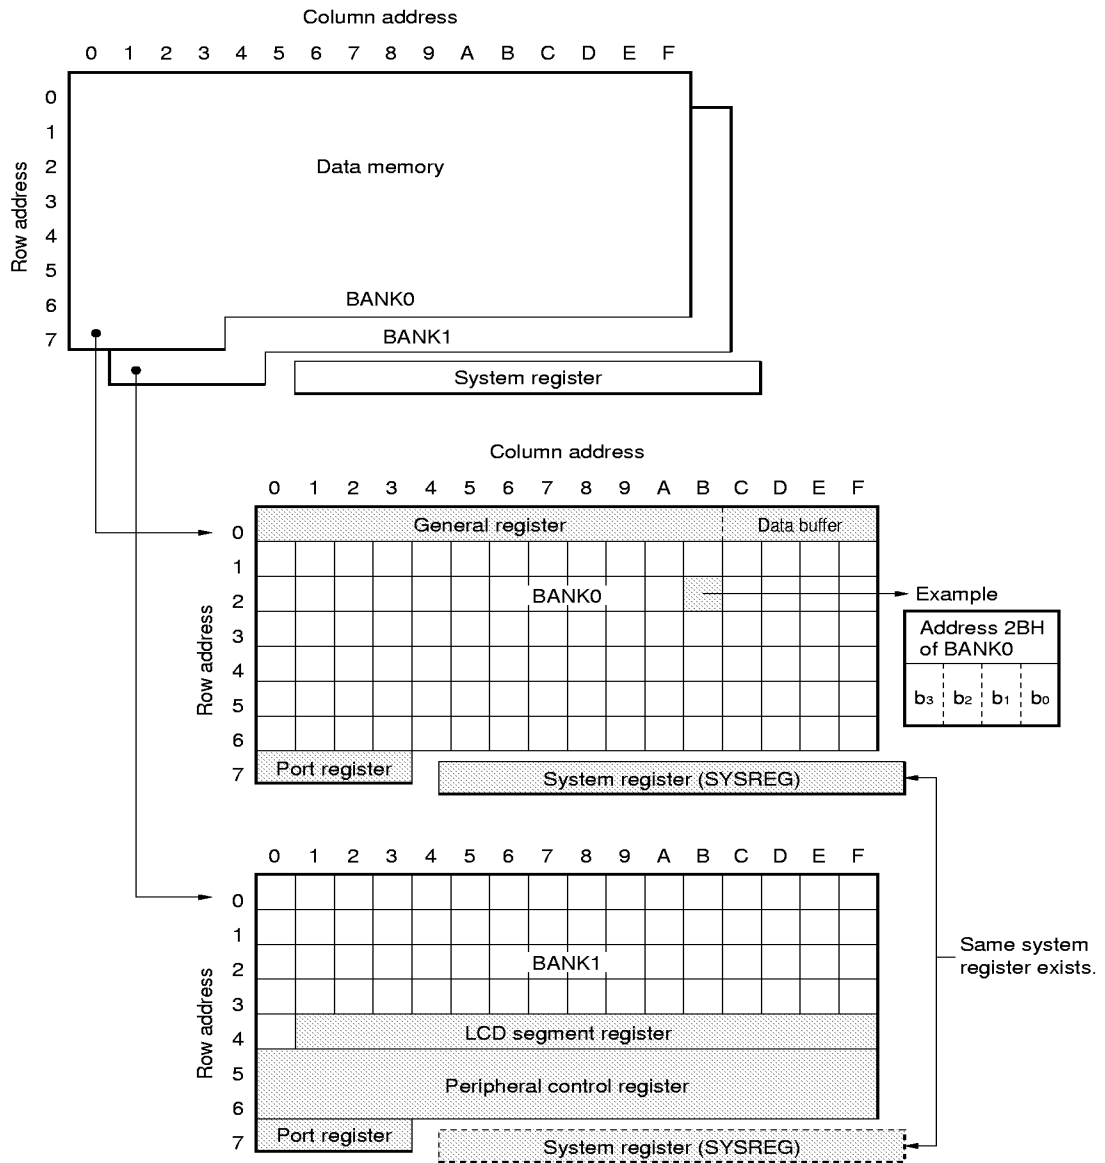 Column address
0 1 2 3 4 5 6 7 8 9 A B C D E F
Row address
0
1
2
3
4
5
6
7
Data memory
BANK0
BANK1
System register
Column address
0 1 2 3 4 5 6 7 8 9 A B C D E F
Row address
0
1
2
3
4
5
6
7
General register
Data buffer
BANK0
Example
Address 2BH
of BANK0
b3 b2 b1 b0
Port register
System register (SYSREG)
0 1 2 3 4 5 6 7 8 9 A B C D E F
Row address
0
1
2
3
4
5
6
7
BANK1
Same system
register exists.
LCD segment register
Peripheral control register
Port register
System register (SYSREG)